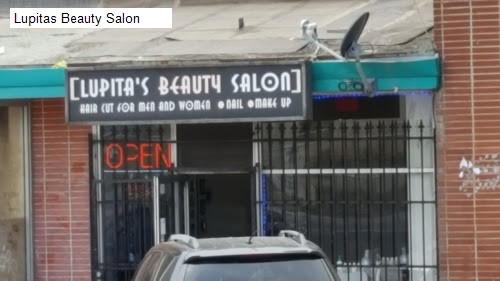 Lupitas Beauty Salon
[LUPITA'S BEAUTY SALON]
HAIR CUT FOR MEN AND WOMEN •NAIL •MAKE UP
OPEN